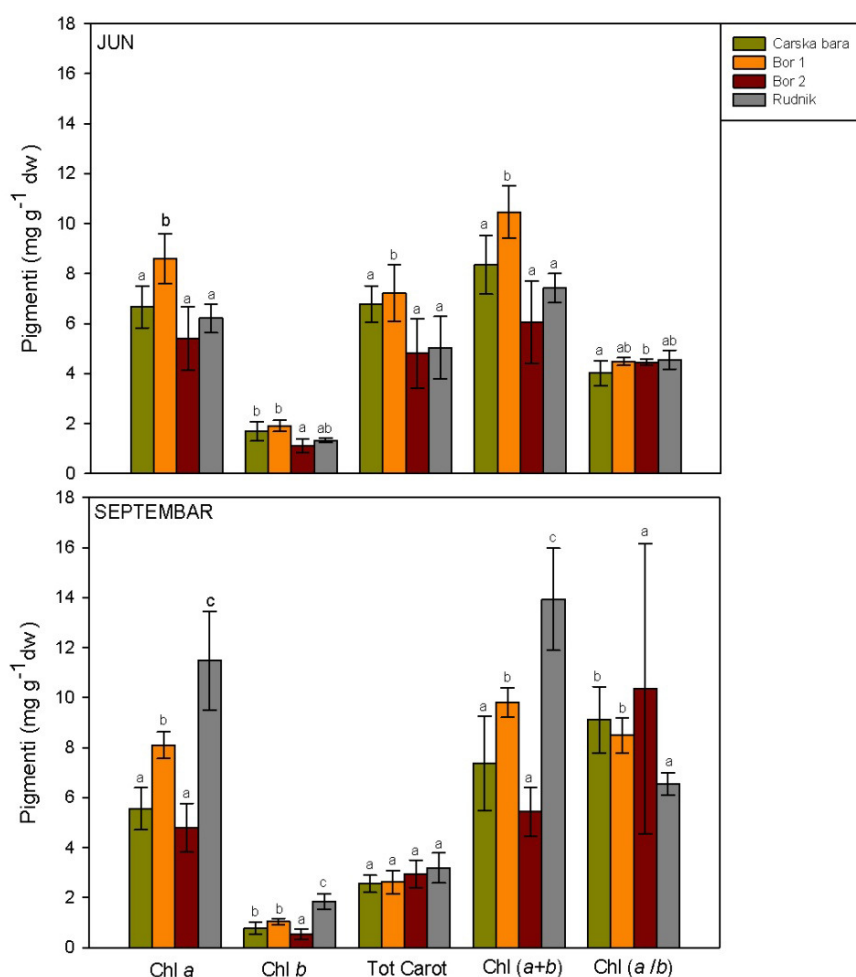 JUN
Carska bara
Bor 1
Bor 2
Rudnik
Pigmenti (mg g⁻¹ dw)
18
16
14
12
10
8
6
4
2
0
a b a a
b b a ab
a b a a
a b a a
a ab b ab
SEPTEMBAR
Pigmenti (mg g⁻¹dw)
18
16
14
12
10
8
6
4
2
0
a b a c
b b a c
a a a a
a b a c
b b a a
Chl a
Chl b
Tot Carot
Chl (a+b)
Chl (a /b)